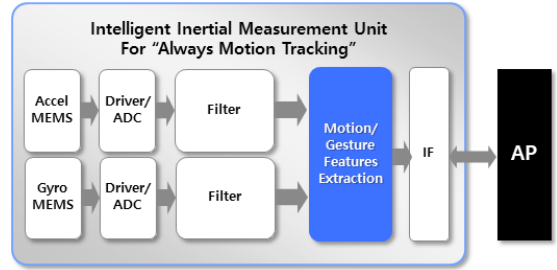 Intelligent Inertial Measurement Unit
For “Always Motion Tracking”
Accel
MEMS
Driver/
ADC
Filter
Gyro
MEMS
Driver/
ADC
Filter
Motion/
Gesture
Features
Extraction
IF
AP